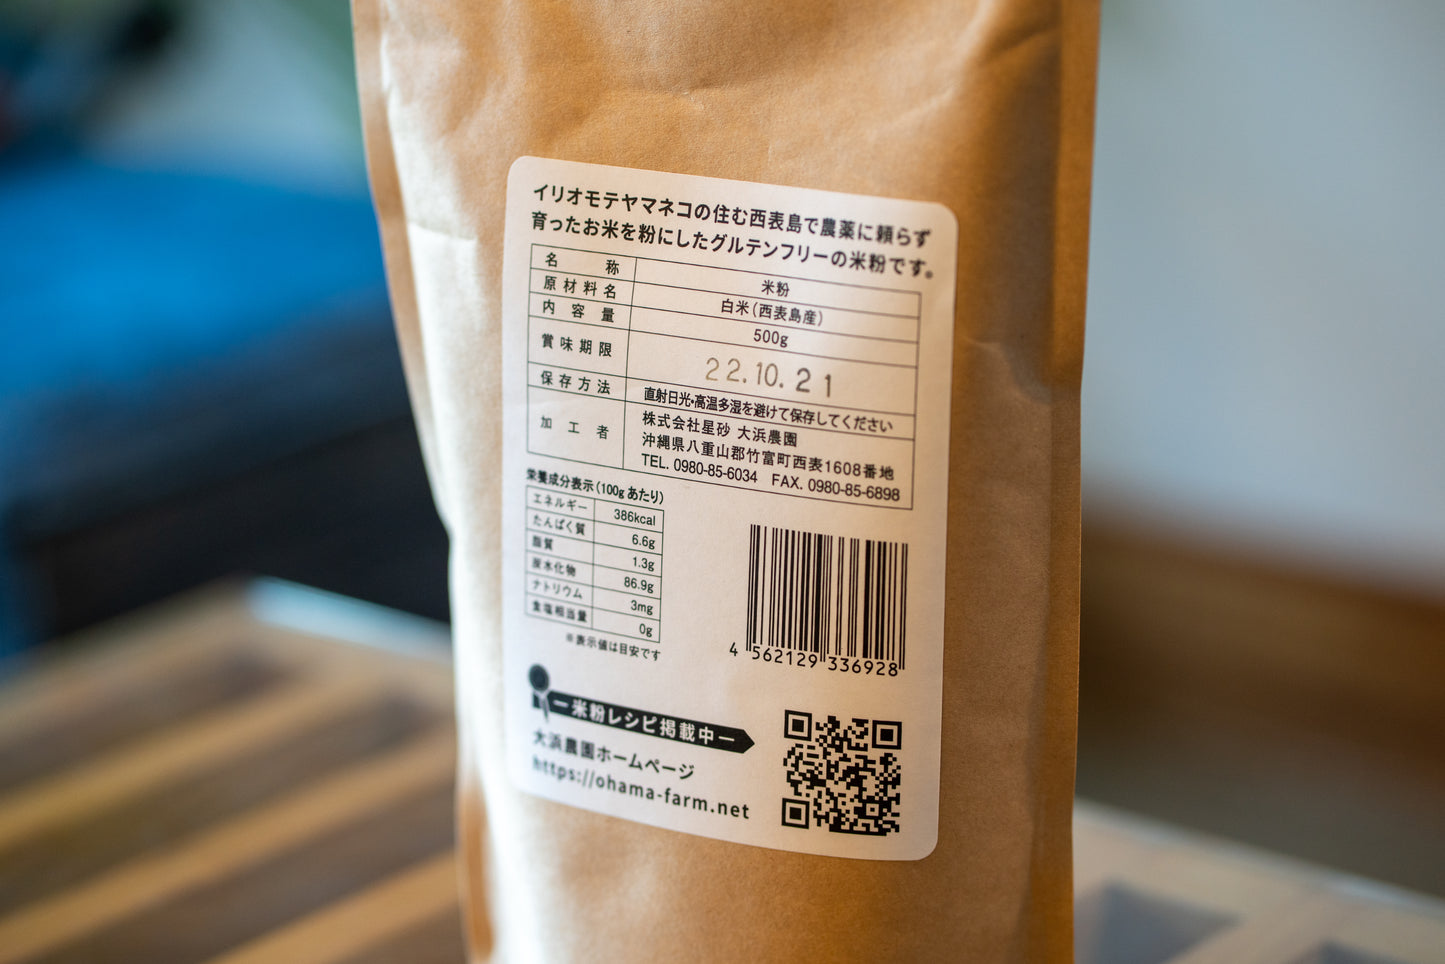 イリオモテヤマネコの住む西表島で農薬に頼らず
育ったお米を粉にしたグルテンフリーの米粉です。
名称 米粉
原材料名 白米(西表島産)
内容量 500g
賞味期限 22.10.21
保存方法 直射日光・高温多湿を避けて保存してください
加工者 株式会社星砂 大浜農園
沖縄県八重山郡竹富町西表1608番地
TEL. 0980-85-6034 FAX. 0980-85-6898
栄養成分表示(100gあたり)
エネルギー 386kcal
たんぱく質 6.6g
脂質 1.3g
炭水化物 86.9g
ナトリウム 3mg
食塩相当量 0g
※表示値は目安です
4 562129 336928
ー米粉レシピ掲載中ー
大浜農園ホームページ
https://ohama-farm.net